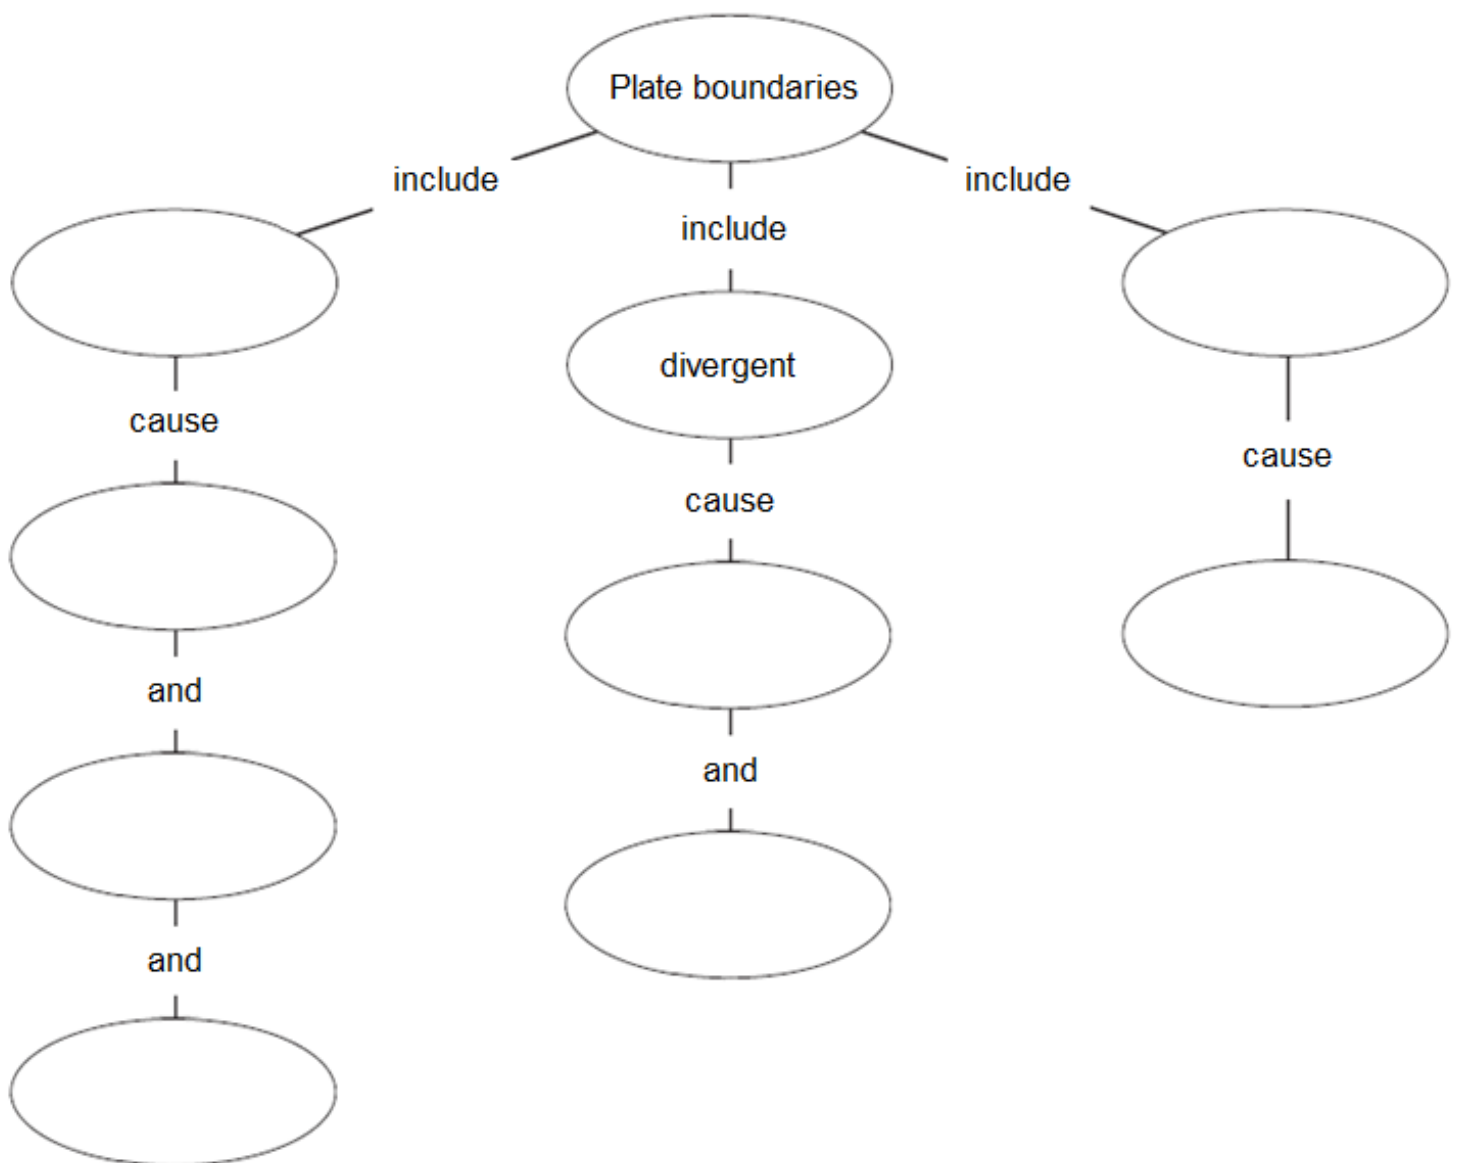 Plate boundaries
include
include
include
divergent
cause
cause
cause
and
and
and